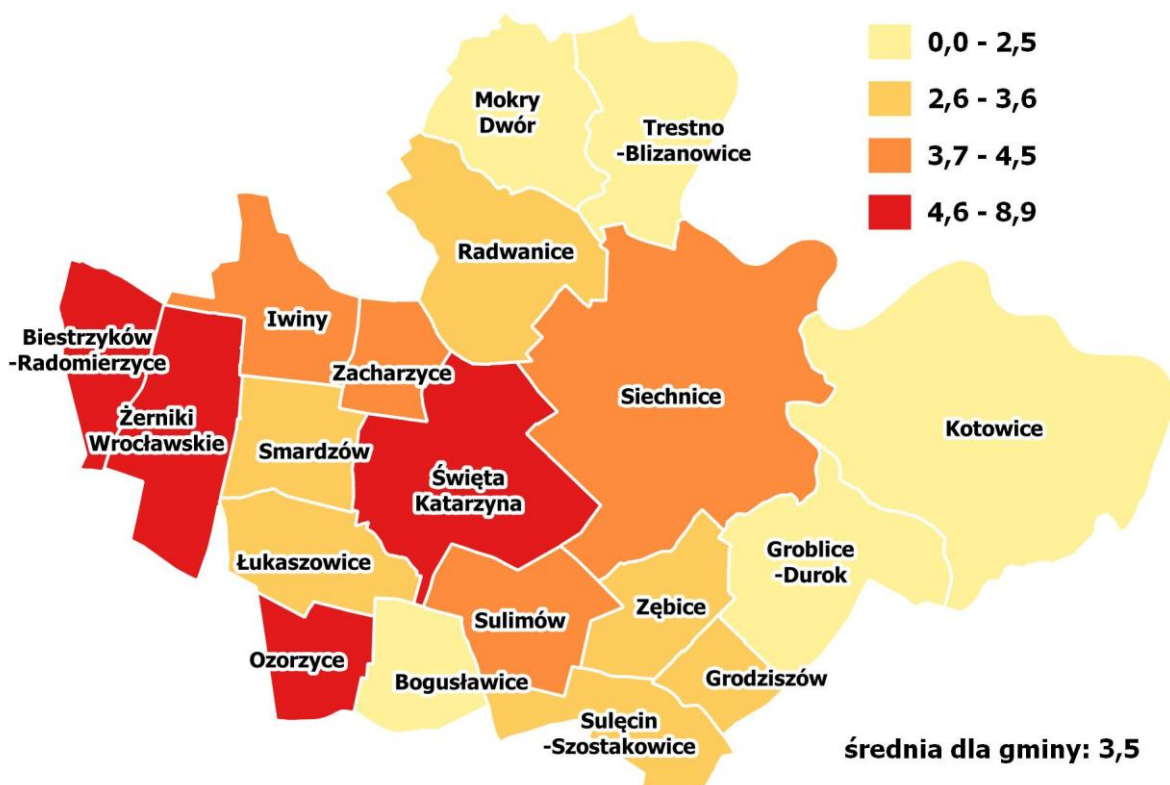 0,0 - 2,5
2,6 - 3,6
3,7 - 4,5
4,6 - 8,9
Mokry
Dwór
Trestno
-Blizanowice
Radwanice
Iwiny
Biestrzyków
-Radomierzyce
Zacharzyce
Siechnice
Żerniki
Wrocławskie
Kotowice
Smardzów
Święta
Katarzyna
Łukaszowice
Groblice
-Durok
Zębice
Sulimów
Ozorzyce
Bogusławice
Grodziszów
Sulęcin
-Szostakowice
średnia dla gminy: 3,5